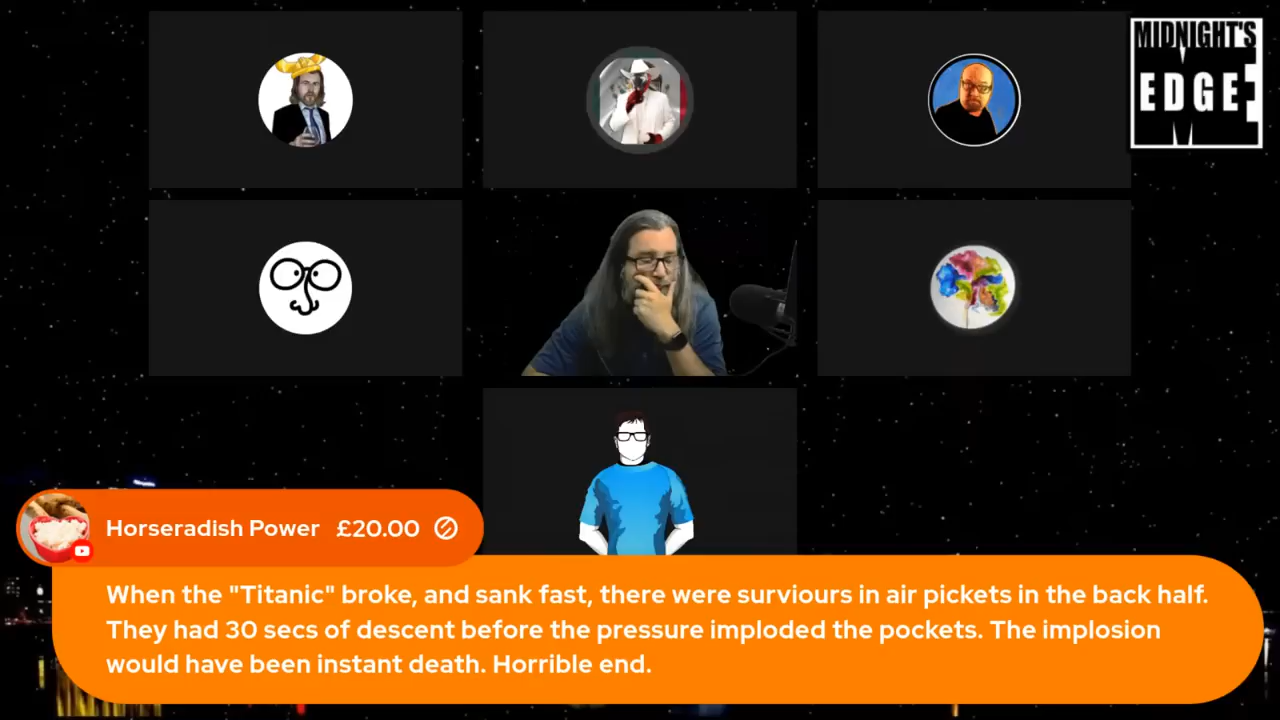 MIDNIGHT'S
EDGE
Horseradish Power £20.00
When the "Titanic" broke, and sank fast, there were surviours in air pickets in the back half.
They had 30 secs of descent before the pressure imploded the pockets. The implosion
would have been instant death. Horrible end.